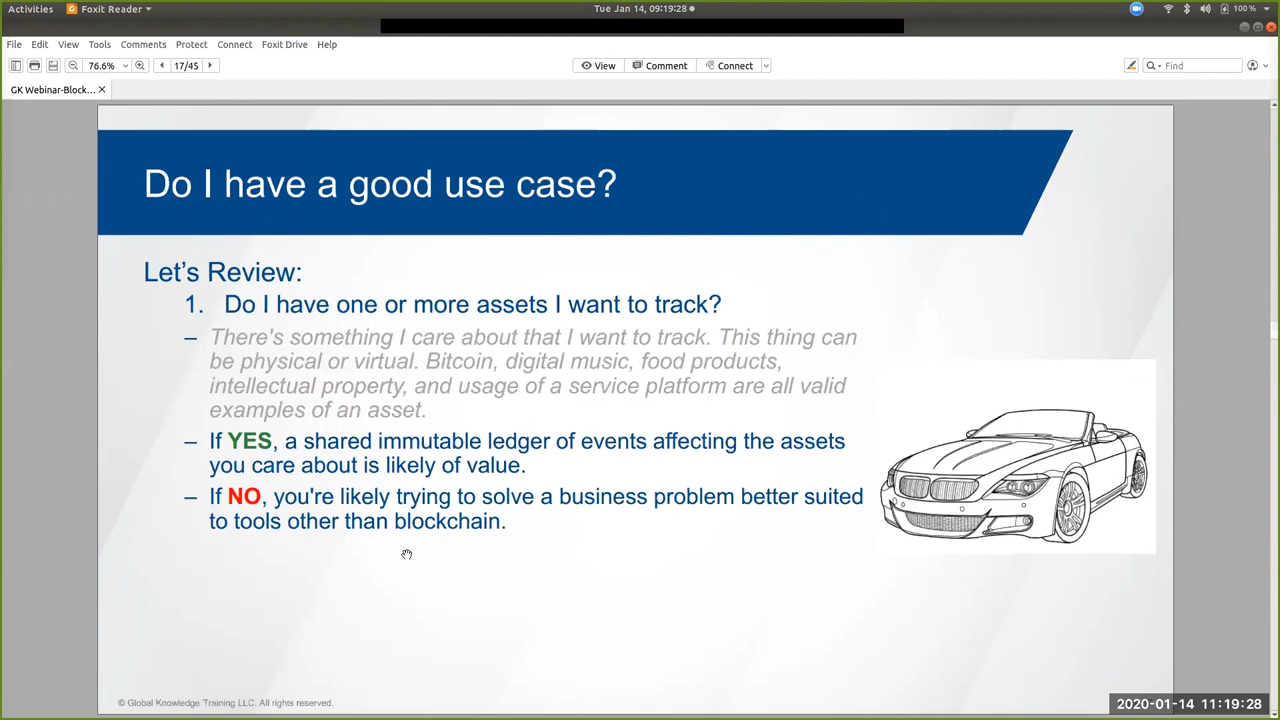 Activities Foxit Reader Tue Jan 14, 09:19:28 100 %
File Edit View Tools Comments Protect Connect Foxit Drive Help
76.6% 17/45 View Comment Connect Find
GK Webinar-Block...
Do I have a good use case?
Let's Review:
1. Do I have one or more assets I want to track?
– There's something I care about that I want to track. This thing can
be physical or virtual. Bitcoin, digital music, food products,
intellectual property, and usage of a service platform are all valid
examples of an asset.
– If YES, a shared immutable ledger of events affecting the assets
you care about is likely of value.
– If NO, you're likely trying to solve a business problem better suited
to tools other than blockchain.
© Global Knowledge Training LLC. All rights reserved.
2020-01-14 11:19:28